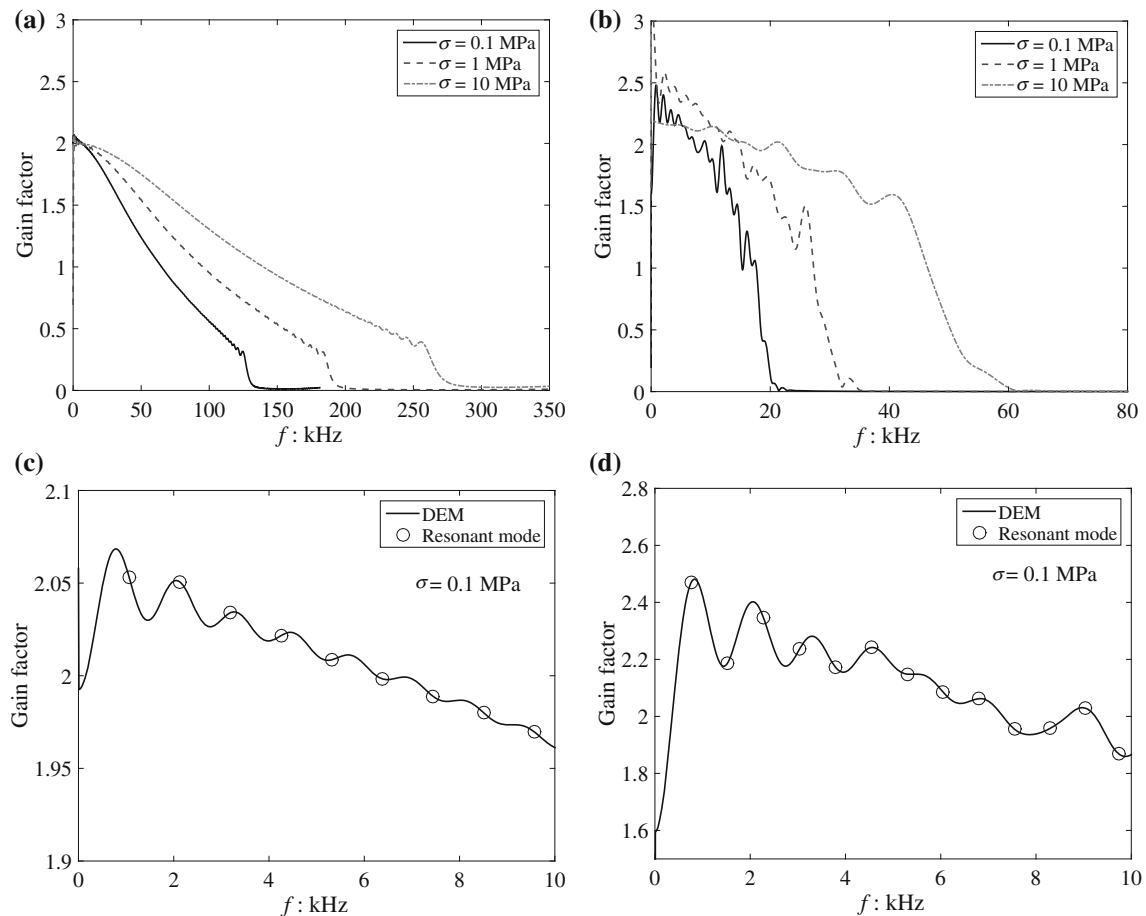 (a)
3
2.5
2
1.5
1
0.5
0
Gain factor
0 50 100 150 200 250 300 350
f : kHz
σ = 0.1 MPa
σ = 1 MPa
σ = 10 MPa
(b)
3
2.5
2
1.5
1
0.5
0
Gain factor
0 20 40 60 80
f : kHz
σ = 0.1 MPa
σ = 1 MPa
σ = 10 MPa
(c)
2.1
2.05
2
1.95
1.9
Gain factor
0 2 4 6 8 10
f : kHz
DEM
Resonant mode
σ = 0.1 MPa
(d)
2.8
2.6
2.4
2.2
2
1.8
1.6
Gain factor
0 2 4 6 8 10
f : kHz
DEM
Resonant mode
σ = 0.1 MPa